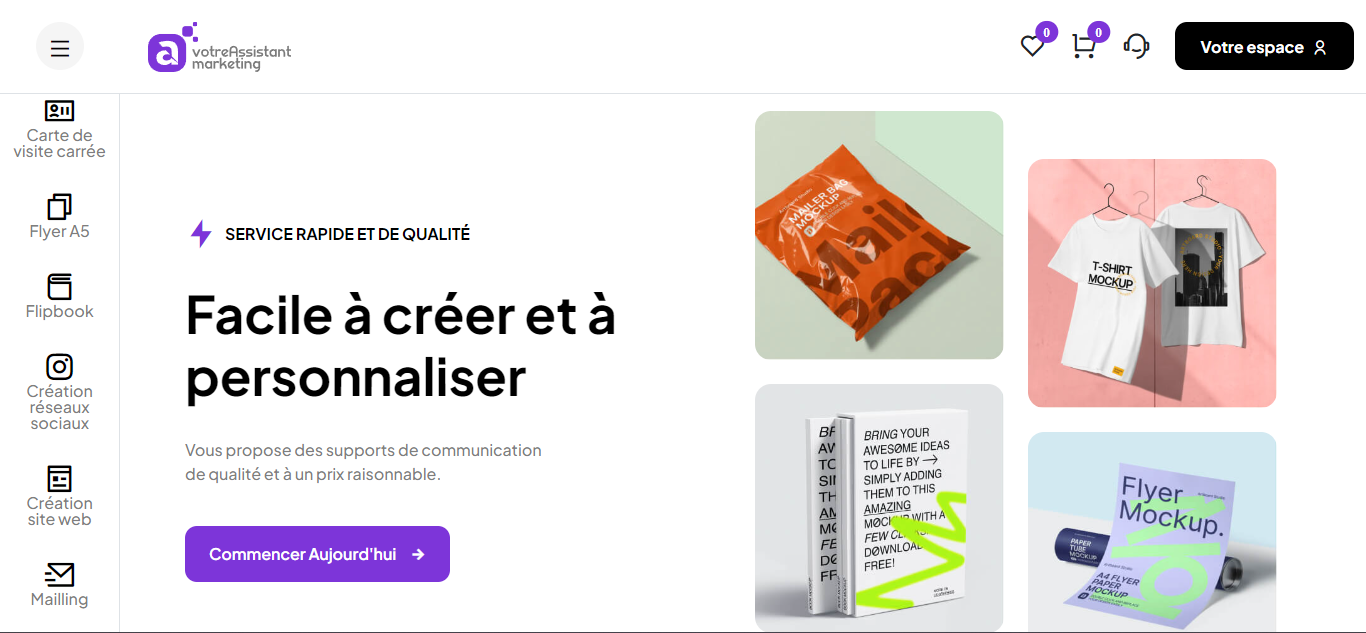 votreAssistant
marketing
0
0
Votre espace
Carte de
visite carrée
Flyer A5
Flipbook
Création
réseaux
sociaux
Création
site web
Mailling
SERVICE RAPIDE ET DE QUALITÉ
Facile à créer et à
personnaliser
Vous propose des supports de communication
de qualité et à un prix raisonnable.
Commencer Aujourd'hui
MAILER BAG
MOCKUP
T-SHIRT
MOCKUP
BRING YOUR
AWESØME IDEAS
TO LIFE BY →
SIMPLY ADDING
THEM TO THIS
AMAZING
MØCKUP WITH A
FEW
DØWNLOAD
FREE!
Flyer
Mockup.
PAPER
TUBE
MOCKUP
A4 FLYER
PAPER
MOCKUP